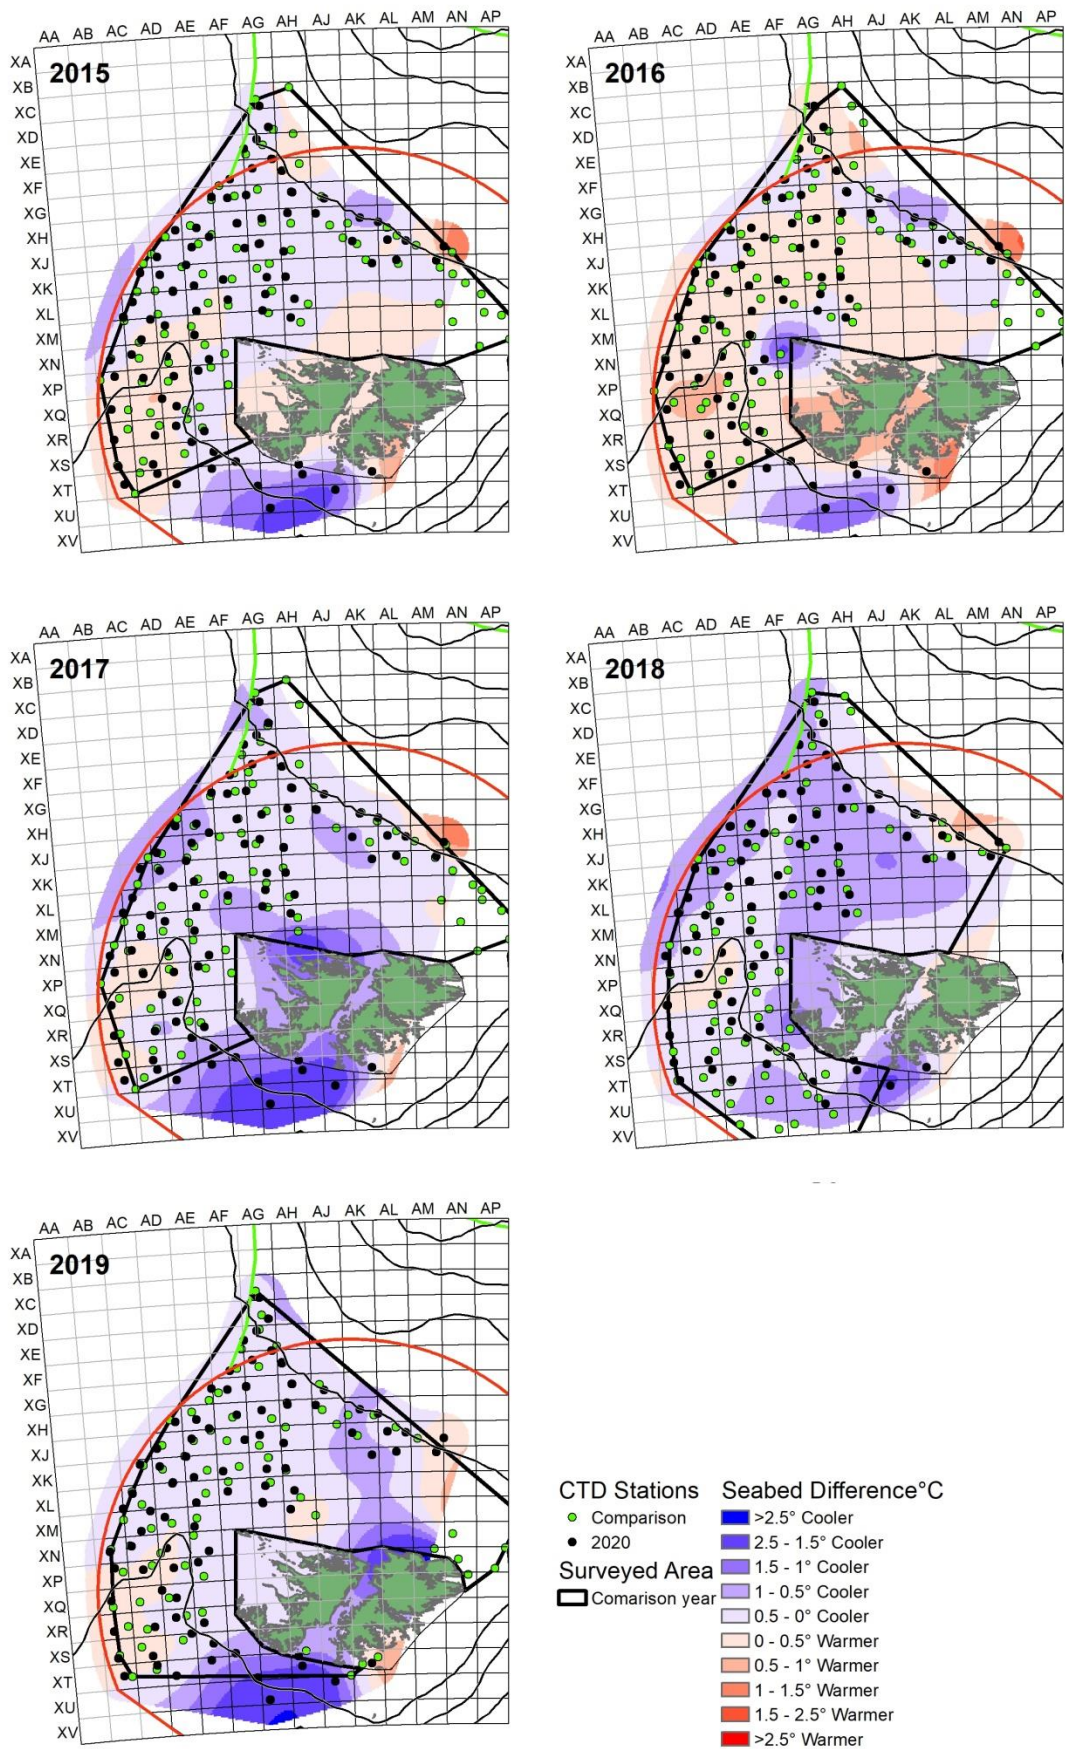 AA AB AC AD AE AF AG AH AJ AK AL AM AN AP
2015
XA
XB
XC
XD
XE
XF
XG
XH
XJ
XK
XL
XM
XN
XP
XQ
XR
XS
XT
XU
XV
AA AB AC AD AE AF AG AH AJ AK AL AM AN AP
2016
XA
XB
XC
XD
XE
XF
XG
XH
XJ
XK
XL
XM
XN
XP
XQ
XR
XS
XT
XU
XV
AA AB AC AD AE AF AG AH AJ AK AL AM AN AP
2017
XA
XB
XC
XD
XE
XF
XG
XH
XJ
XK
XL
XM
XN
XP
XQ
XR
XS
XT
XU
XV
AA AB AC AD AE AF AG AH AJ AK AL AM AN AP
2018
XA
XB
XC
XD
XE
XF
XG
XH
XJ
XK
XL
XM
XN
XP
XQ
XR
XS
XT
XU
XV
AA AB AC AD AE AF AG AH AJ AK AL AM AN AP
2019
XA
XB
XC
XD
XE
XF
XG
XH
XJ
XK
XL
XM
XN
XP
XQ
XR
XS
XT
XU
XV
CTD Stations
Comparison
2020
Surveyed Area
Comarison year
Seabed Difference°C
>2.5° Cooler
2.5 - 1.5° Cooler
1.5 - 1° Cooler
1 - 0.5° Cooler
0.5 - 0° Cooler
0 - 0.5° Warmer
0.5 - 1° Warmer
1 - 1.5° Warmer
1.5 - 2.5° Warmer
>2.5° Warmer